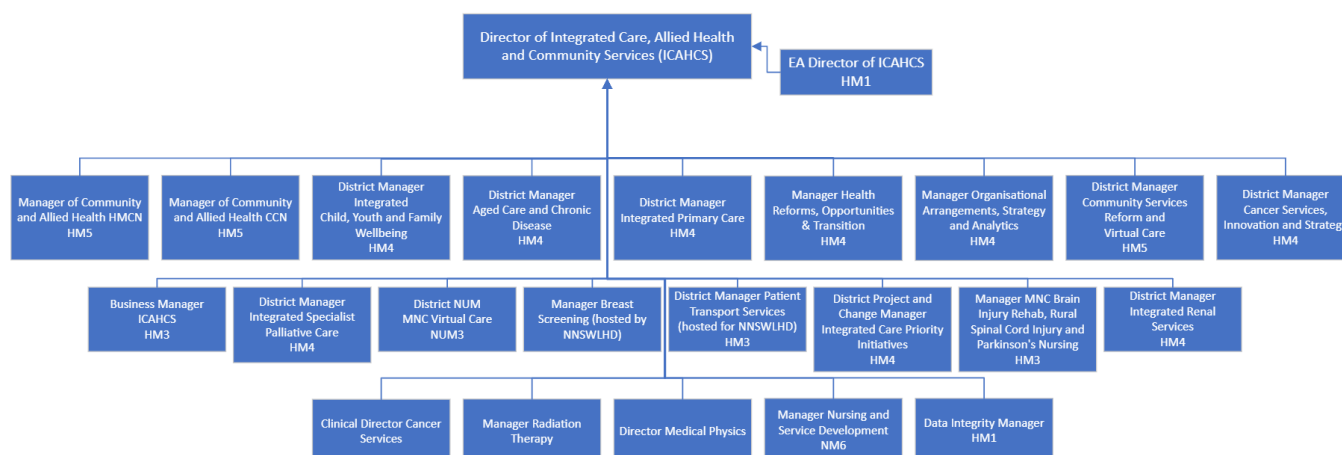 Director of Integrated Care, Allied Health
and Community Services (ICAHCS)
EA Director of ICAHCS
HM1
Manager of Community
and Allied Health HMCN
HM5
Manager of Community
and Allied Health CCN
HM5
District Manager
Integrated
Child, Youth and Family
Wellbeing
HM4
District Manager
Aged Care and Chronic
Disease
HM4
District Manager
Integrated Primary Care
HM4
Manager Health
Reforms, Opportunities
& Transition
HM4
Manager Organisational
Arrangements, Strategy
and Analytics
HM4
District Manager
Community Services
Reform and
Virtual Care
HM5
District Manager
Cancer Services,
Innovation and Strategy
HM4
Business Manager
ICAHCS
HM3
District Manager
Integrated Specialist
Palliative Care
HM4
District NUM
MNC Virtual Care
NUM3
Manager Breast
Screening (hosted by
NNSWLHD)
District Manager Patient
Transport Services
(hosted for NNSWLHD)
HM3
District Project and
Change Manager
Integrated Care Priority
Initiatives
HM4
Manager MNC Brain
Injury Rehab, Rural
Spinal Cord Injury and
Parkinson's Nursing
HM3
District Manager
Integrated Renal
Services
HM4
Clinical Director Cancer
Services
Manager Radiation
Therapy
Director Medical Physics
Manager Nursing and
Service Development
NM6
Data Integrity Manager
HM1